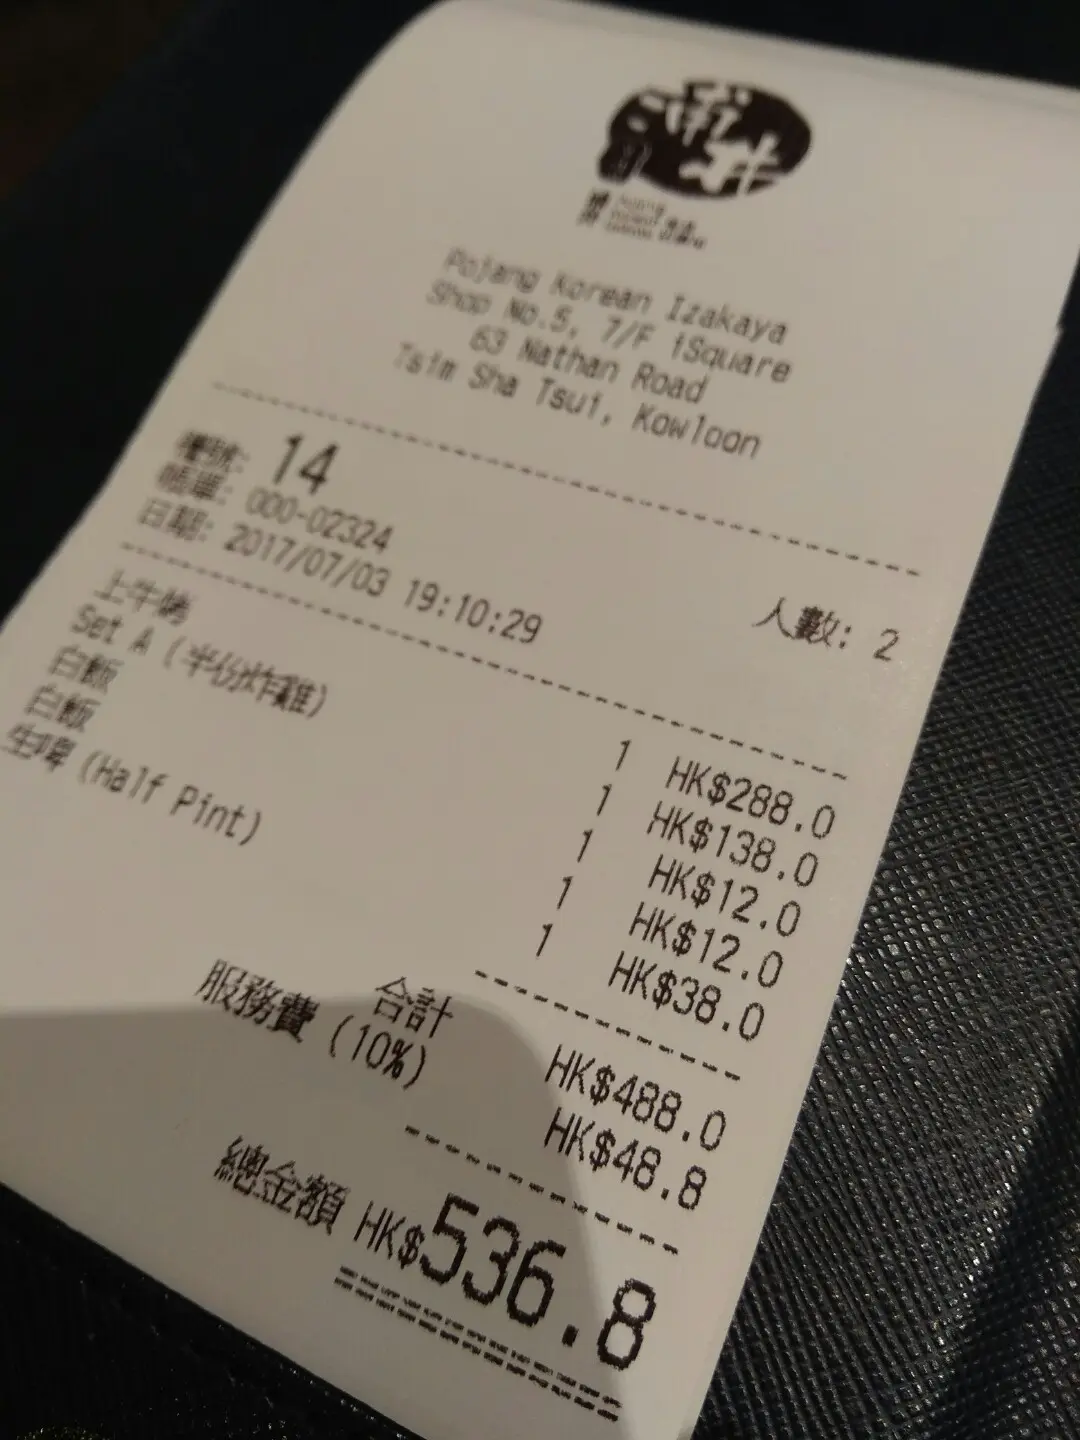 Pojang Korean Izakaya
Shop No.5, 7/F iSquare
63 Nathan Road
Tsim Sha Tsui, Kowloon
檯號: 14
帳單: 000-02324
日期: 2017/07/03 19:10:29 人數: 2
上牛烤 1 HK$288.0
Set A (半份炸雞) 1 HK$138.0
白飯 1 HK$12.0
白飯 1 HK$12.0
生啤 (Half Pint) 1 HK$38.0
合計 HK$488.0
服務費 (10%) HK$48.8
總金額 HK$536.8